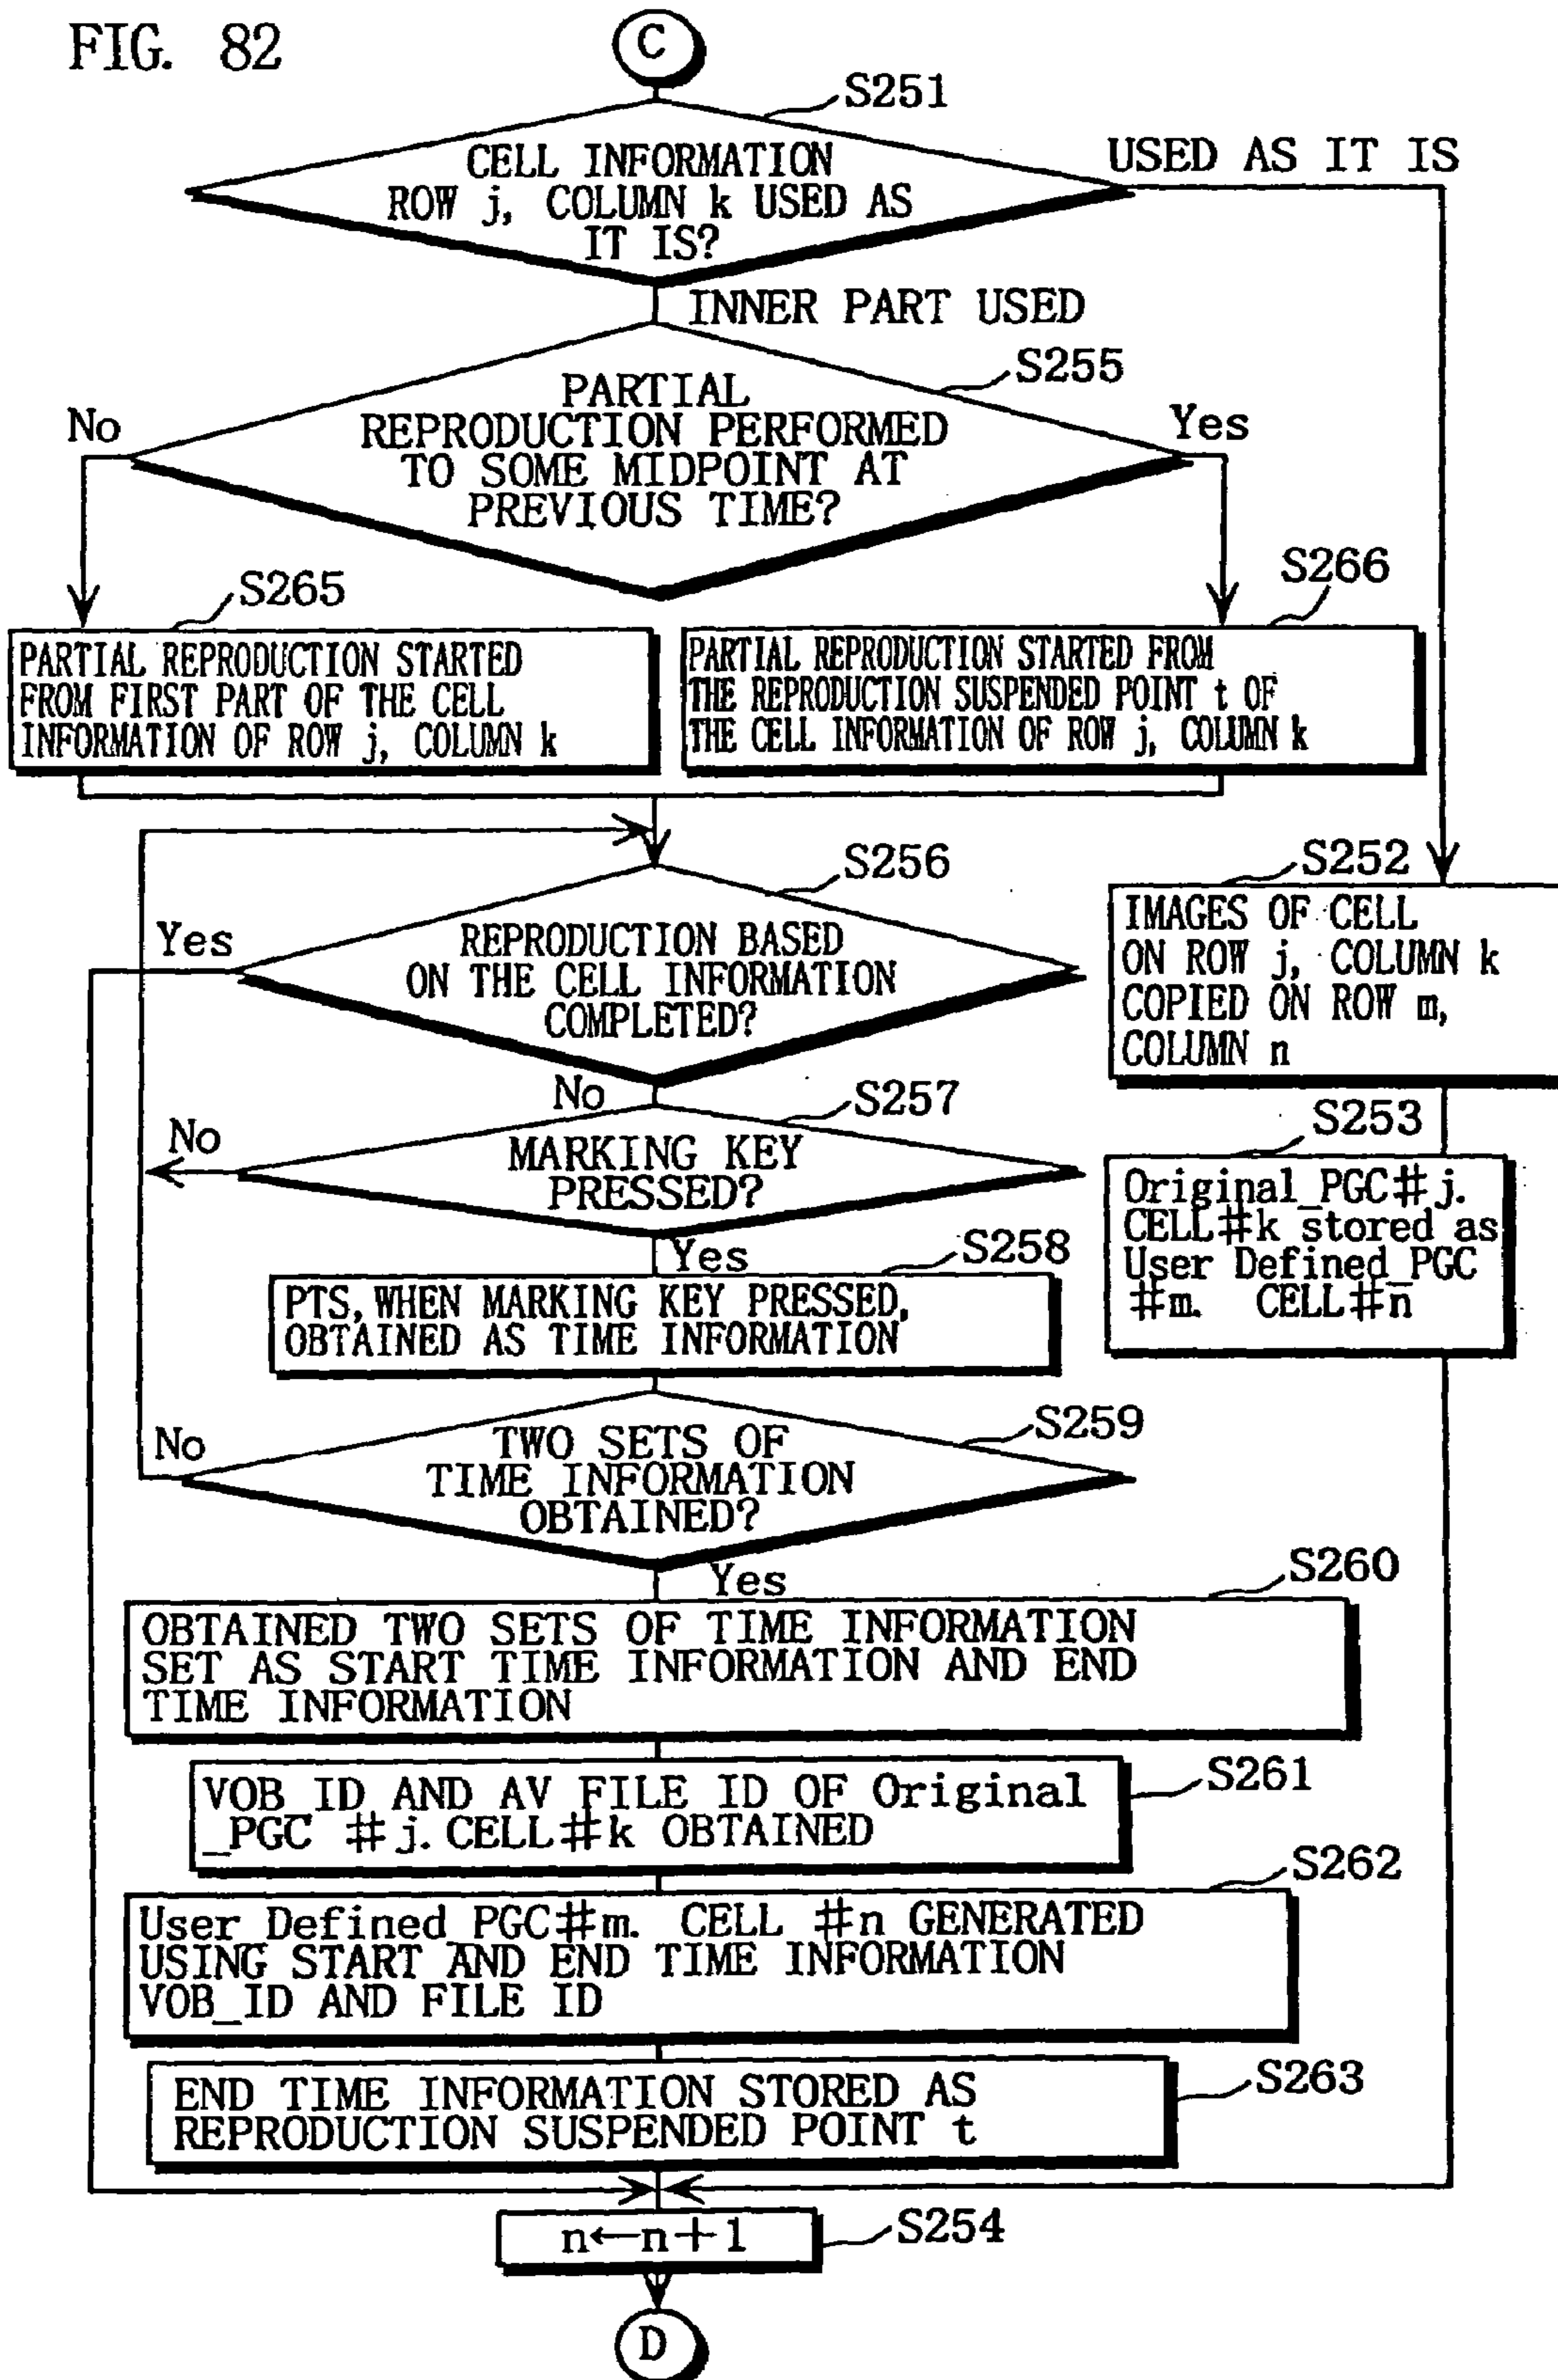 FIG. 82
C
S251
CELL INFORMATION
ROW j, COLUMN k USED AS
IT IS?
USED AS IT IS
INNER PART USED
S255
PARTIAL
REPRODUCTION PERFORMED
TO SOME MIDPOINT AT
PREVIOUS TIME?
No
Yes
S265
PARTIAL REPRODUCTION STARTED
FROM FIRST PART OF THE CELL
INFORMATION OF ROW j, COLUMN k
S266
PARTIAL REPRODUCTION STARTED FROM
THE REPRODUCTION SUSPENDED POINT t OF
THE CELL INFORMATION OF ROW j, COLUMN k
S256
Yes
REPRODUCTION BASED
ON THE CELL INFORMATION
COMPLETED?
No
S252
IMAGES OF CELL
ON ROW j, COLUMN k
COPIED ON ROW m,
COLUMN n
S257
No
MARKING KEY
PRESSED?
Yes
S253
Original_PGC#j.
CELL#k stored as
User Defined_PGC
#m. CELL#n
S258
PTS, WHEN MARKING KEY PRESSED,
OBTAINED AS TIME INFORMATION
S259
No
TWO SETS OF
TIME INFORMATION
OBTAINED?
Yes
S260
OBTAINED TWO SETS OF TIME INFORMATION
SET AS START TIME INFORMATION AND END
TIME INFORMATION
S261
VOB_ID AND AV FILE ID OF Original
_PGC #j. CELL#k OBTAINED
S262
User_Defined_PGC#m. CELL #n GENERATED
USING START AND END TIME INFORMATION
VOB_ID AND FILE ID
S263
END TIME INFORMATION STORED AS
REPRODUCTION SUSPENDED POINT t
S254
n←n+1
D